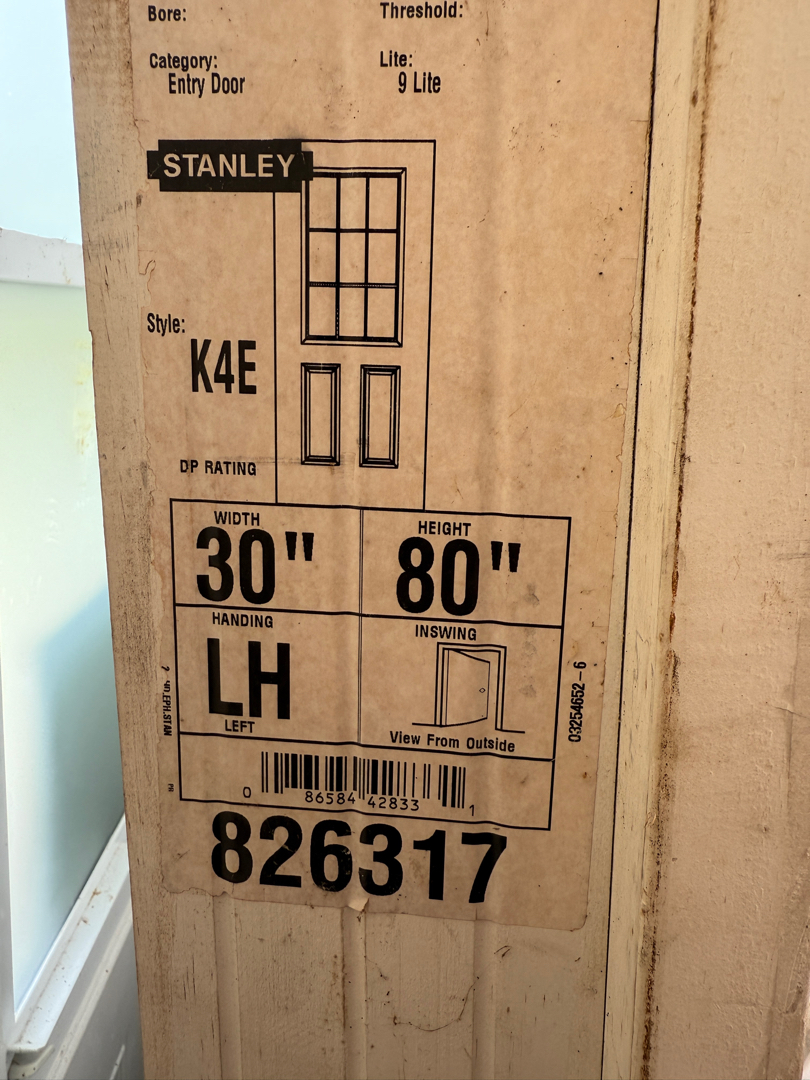 Bore: Threshold:
Category: Lite:
Entry Door 9 Lite
STANLEY
Style:
K4E
DP RATING
WIDTH HEIGHT
30" 80"
HANDING INSWING
LH
LEFT
View From Outside
03254652-6
0 86584 42833 1
826317